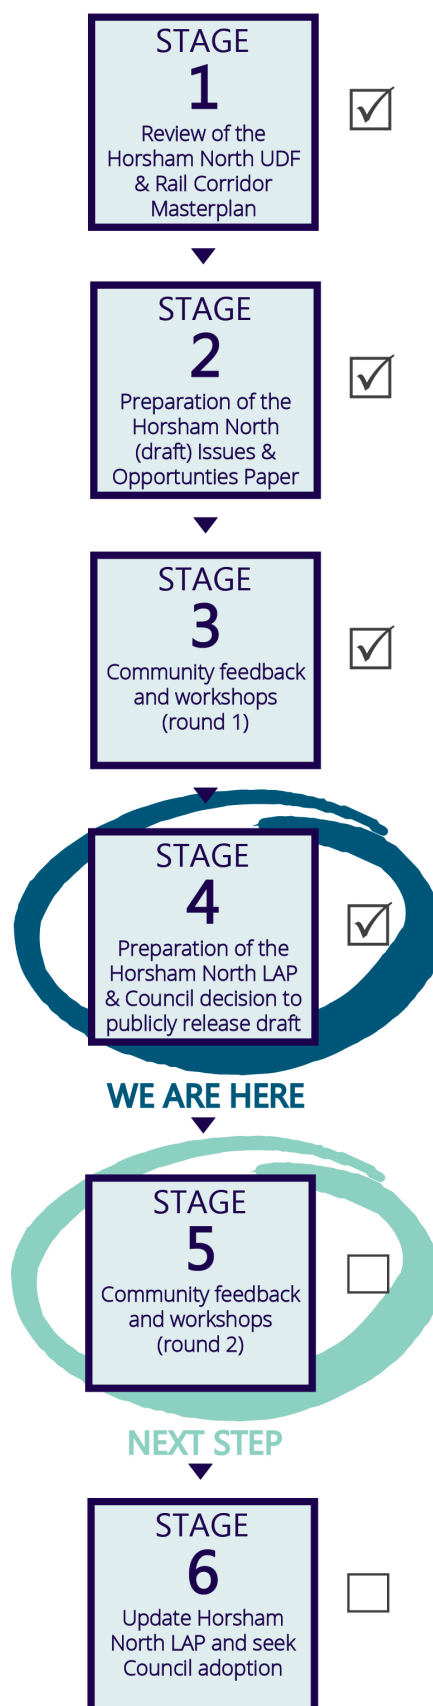 STAGE
1
Review of the
Horsham North UDF
& Rail Corridor
Masterplan
STAGE
2
Preparation of the
Horsham North
(draft) Issues &
Opportunties Paper
STAGE
3
Community feedback
and workshops
(round 1)
STAGE
4
Preparation of the
Horsham North LAP
& Council decision to
publicly release draft
WE ARE HERE
STAGE
5
Community feedback
and workshops
(round 2)
NEXT STEP
STAGE
6
Update Horsham
North LAP and seek
Council adoption